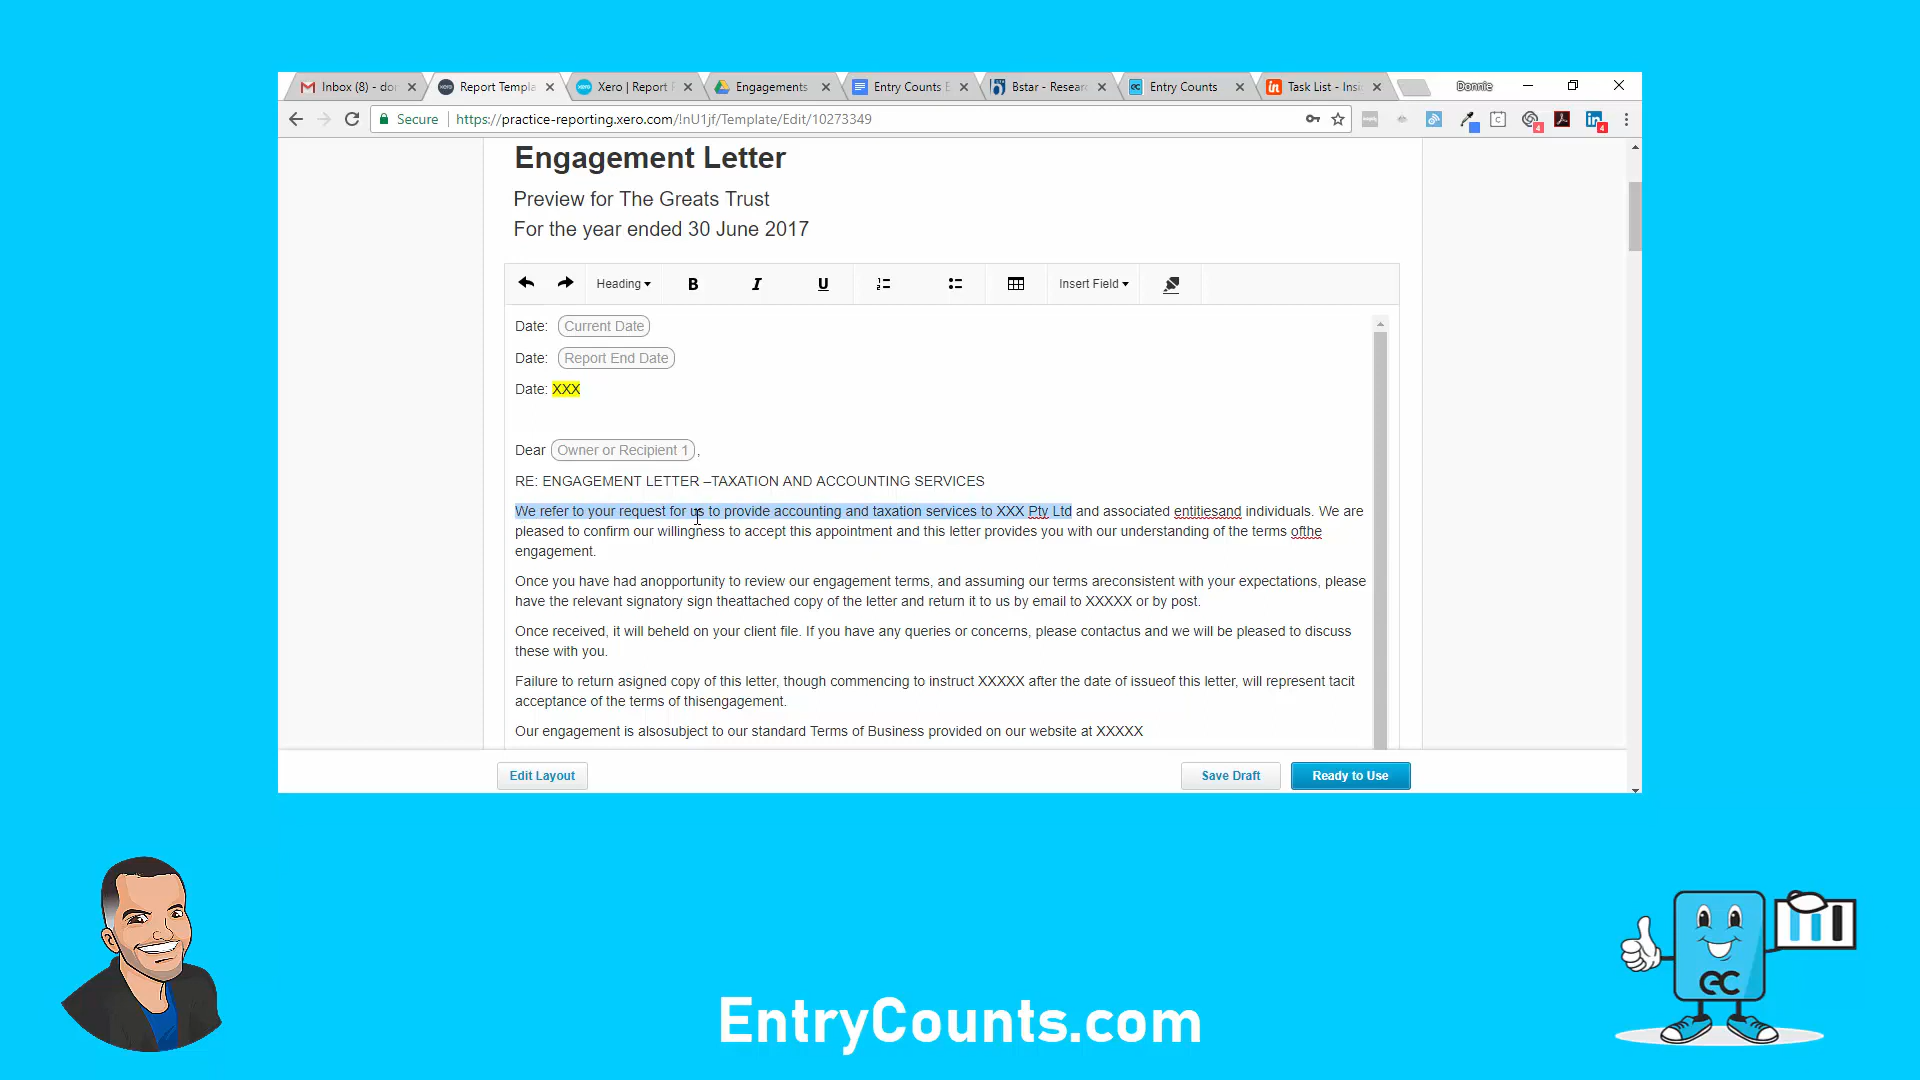 Inbox (8) - do
Report Templa
Xero | Report
Engagements
Entry Counts
Bstar - Resear
Entry Counts
Task List - Ins
Donnie
Secure
https://practice-reporting.xero.com/!nU1jf/Template/Edit/10273349
Engagement Letter
Preview for The Greats Trust
For the year ended 30 June 2017
Heading
B
I
U
Insert Field
Date: Current Date
Date: Report End Date
Date: XXX
Dear Owner or Recipient 1 ,
RE: ENGAGEMENT LETTER –TAXATION AND ACCOUNTING SERVICES
We refer to your request for us to provide accounting and taxation services to XXX Pty Ltd and associated entitiesand individuals. We are
pleased to confirm our willingness to accept this appointment and this letter provides you with our understanding of the terms ofthe
engagement.
Once you have had anopportunity to review our engagement terms, and assuming our terms areconsistent with your expectations, please
have the relevant signatory sign theattached copy of the letter and return it to us by email to XXXXX or by post.
Once received, it will beheld on your client file. If you have any queries or concerns, please contactus and we will be pleased to discuss
these with you.
Failure to return asigned copy of this letter, though commencing to instruct XXXXX after the date of issueof this letter, will represent tacit
acceptance of the terms of thisengagement.
Our engagement is alsosubject to our standard Terms of Business provided on our website at XXXXX
Edit Layout
Save Draft
Ready to Use
ec
EntryCounts.com